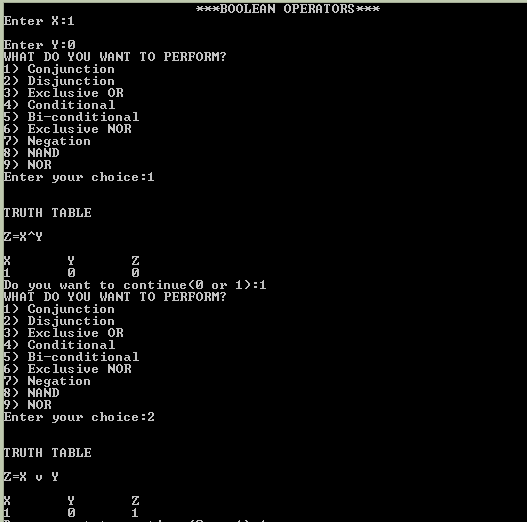 ***BOOLEAN OPERATORS***
Enter X:1
Enter Y:0
WHAT DO YOU WANT TO PERFORM?
1) Conjunction
2) Disjunction
3) Exclusive OR
4) Conditional
5) Bi-conditional
6) Exclusive NOR
7) Negation
8) NAND
9) NOR
Enter your choice:1
TRUTH TABLE
Z=X^Y
X Y Z
1 0 0
Do you want to continue(0 or 1):1
WHAT DO YOU WANT TO PERFORM?
1) Conjunction
2) Disjunction
3) Exclusive OR
4) Conditional
5) Bi-conditional
6) Exclusive NOR
7) Negation
8) NAND
9) NOR
Enter your choice:2
TRUTH TABLE
Z=X v Y
X Y Z
1 0 1